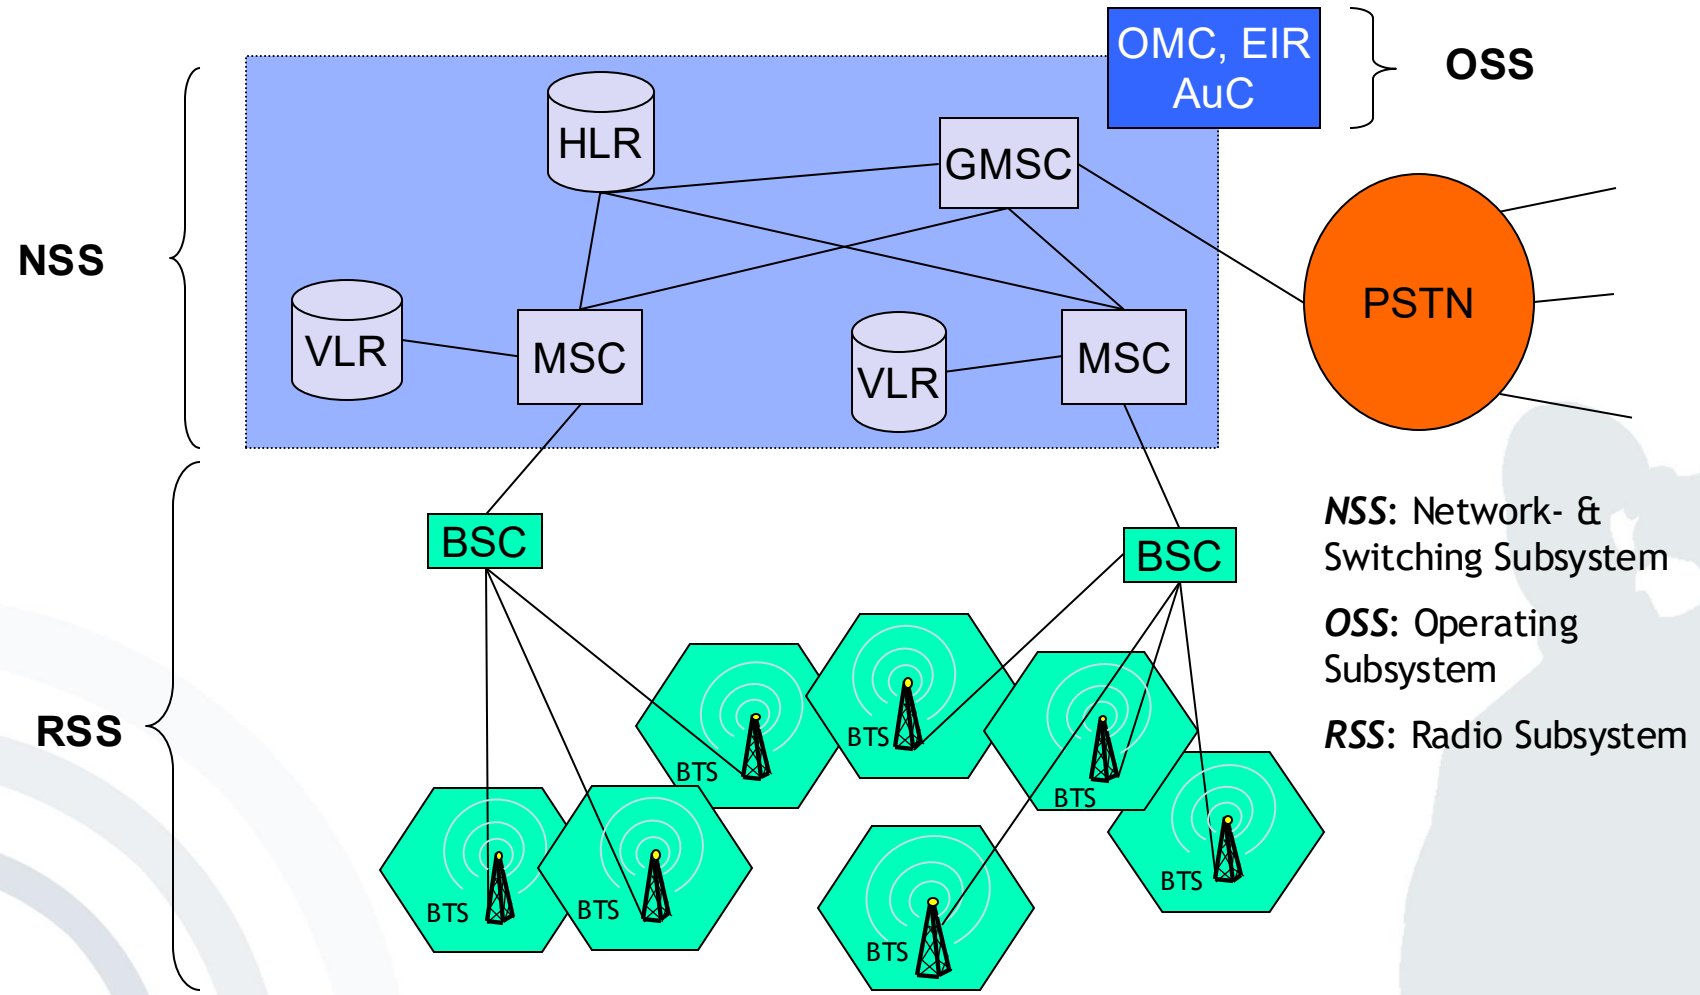 OMC, EIR
AuC
OSS
HLR
GMSC
NSS
PSTN
VLR
MSC
VLR
MSC
BSC
BSC
NSS: Network- &
Switching Subsystem
OSS: Operating
Subsystem
RSS: Radio Subsystem
RSS
BTS
BTS
BTS
BTS
BTS
BTS
BTS